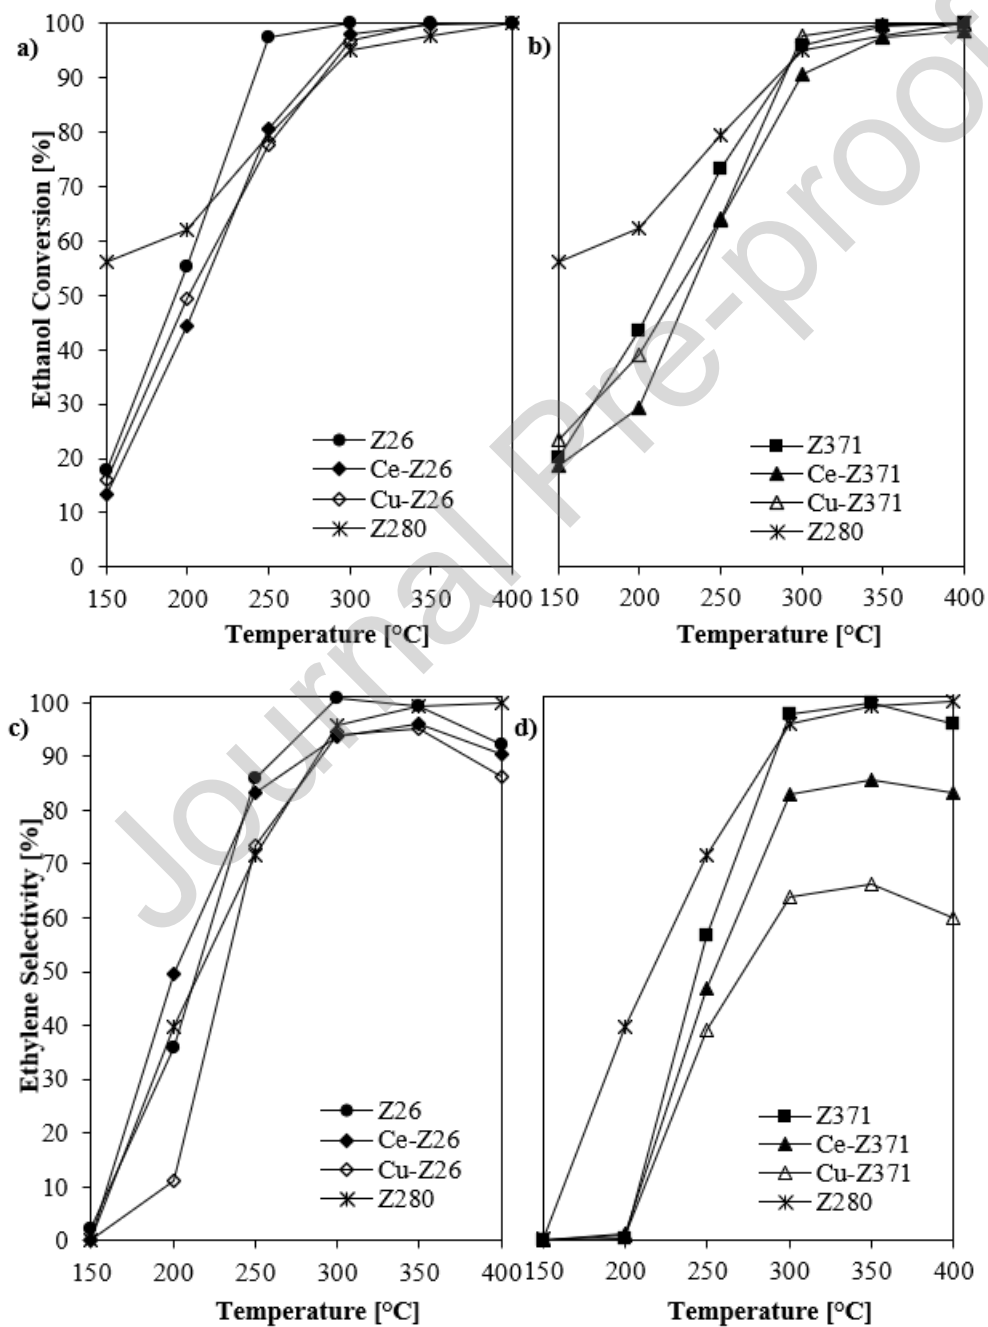 a)
100
90
80
70
60
50
40
30
20
10
0
Ethanol Conversion [%]
Z26
Ce-Z26
Cu-Z26
Z280
150 200 250 300 350 400
Temperature [°C]
b)
Z371
Ce-Z371
Cu-Z371
Z280
150 200 250 300 350 400
Temperature [°C]
c)
100
90
80
70
60
50
40
30
20
10
0
Ethylene Selectivity [%]
Z26
Ce-Z26
Cu-Z26
Z280
150 200 250 300 350 400
Temperature [°C]
d)
Z371
Ce-Z371
Cu-Z371
Z280
150 200 250 300 350 400
Temperature [°C]
Journal Pre-proof